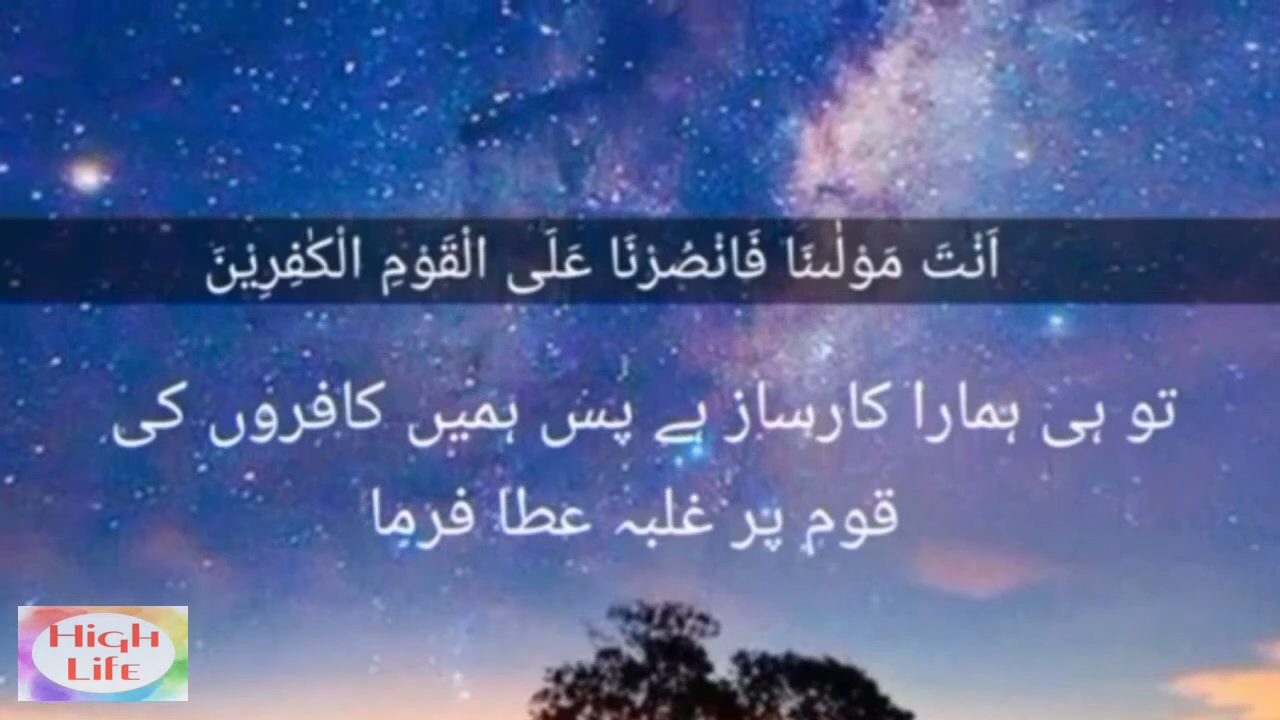 اَنْتَ مَوْلٰىنَا فَانْصُرْنَا عَلَى الْقَوْمِ الْكٰفِرِيْنَ
تو ہی ہمارا کارساز ہے پس ہمیں کافروں کی
قوم پر غلبہ عطا فرما
HiGH
LiFE